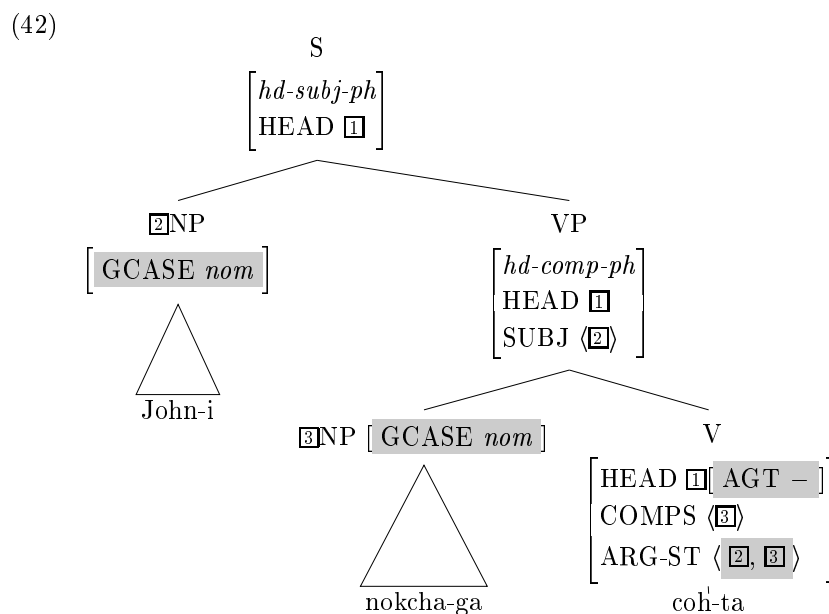 (42)
S
[hd-subj-ph
HEAD 1]
2NP
[GCASE nom]
John-i
VP
[hd-comp-ph
HEAD 1
SUBJ ⟨2⟩]
3NP [GCASE nom]
nokcha-ga
V
[HEAD 1[AGT −]
COMPS ⟨3⟩
ARG-ST ⟨2, 3⟩]
coh'-ta